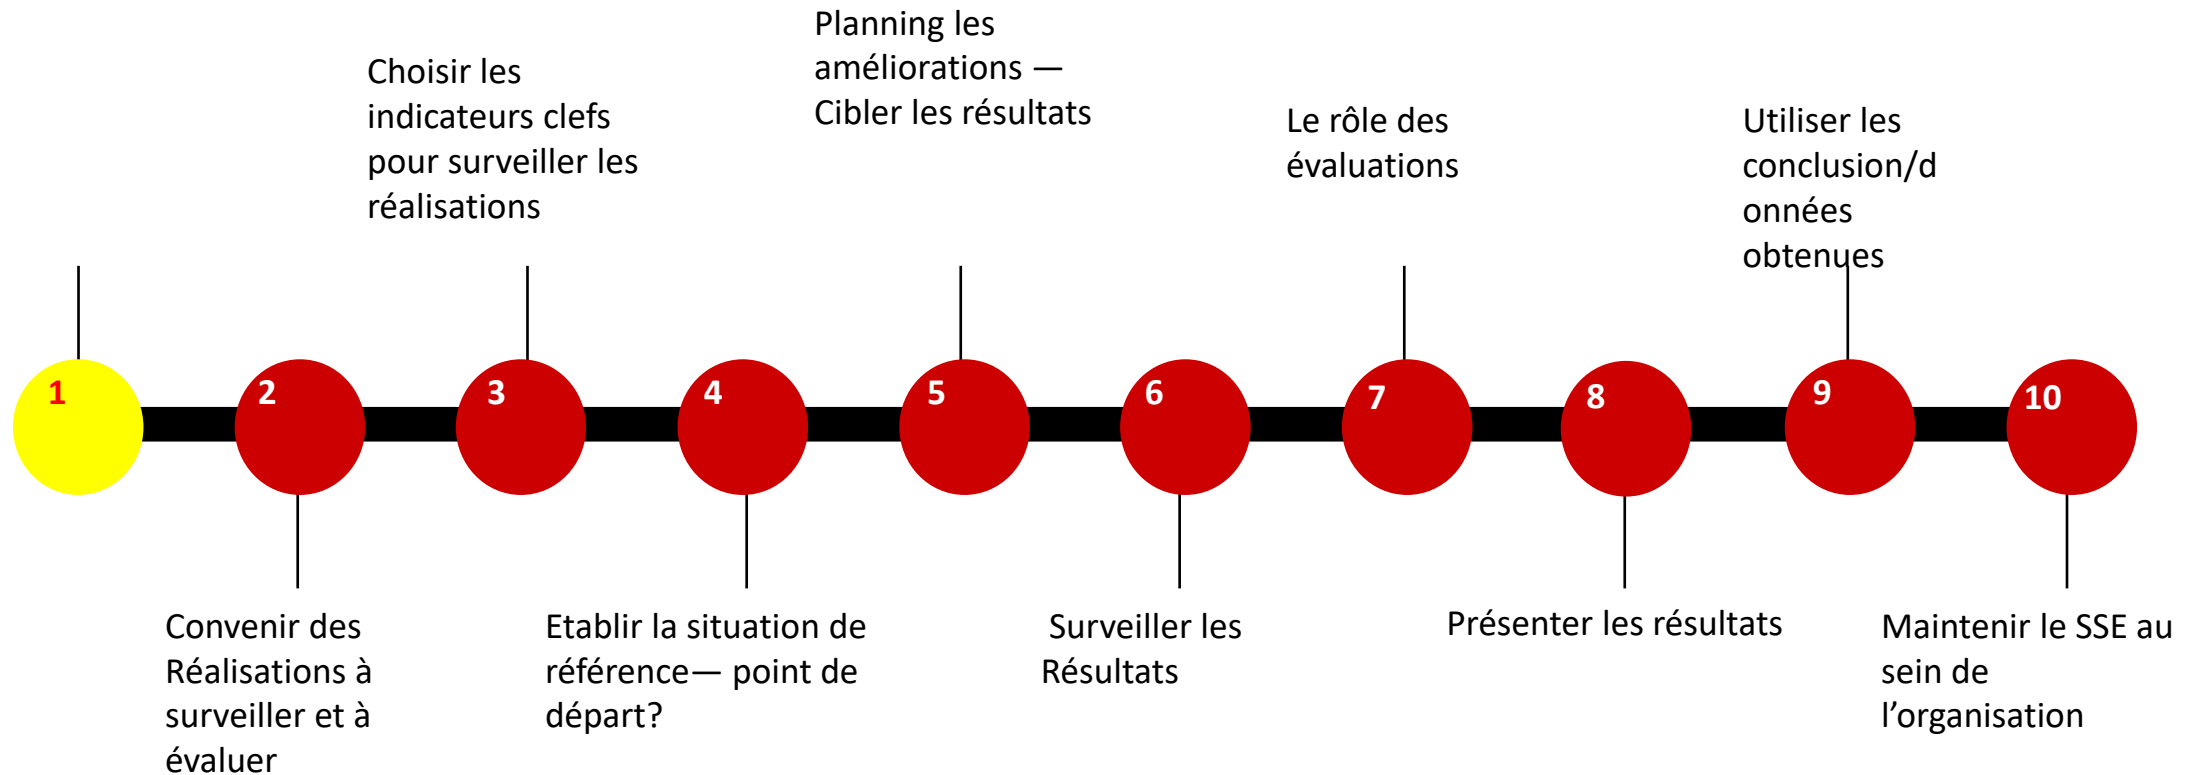 Planning les
améliorations —
Cibler les résultats
Choisir les
indicateurs clefs
pour surveiller les
réalisations
Le rôle des
évaluations
Utiliser les
conclusion/d
onnées
obtenues
1
2
3
4
5
6
7
8
9
10
Convenir des
Réalisations à
surveiller et à
évaluer
Etablir la situation de
référence— point de
départ?
Surveiller les
Résultats
Présenter les résultats
Maintenir le SSE au
sein de
l’organisation